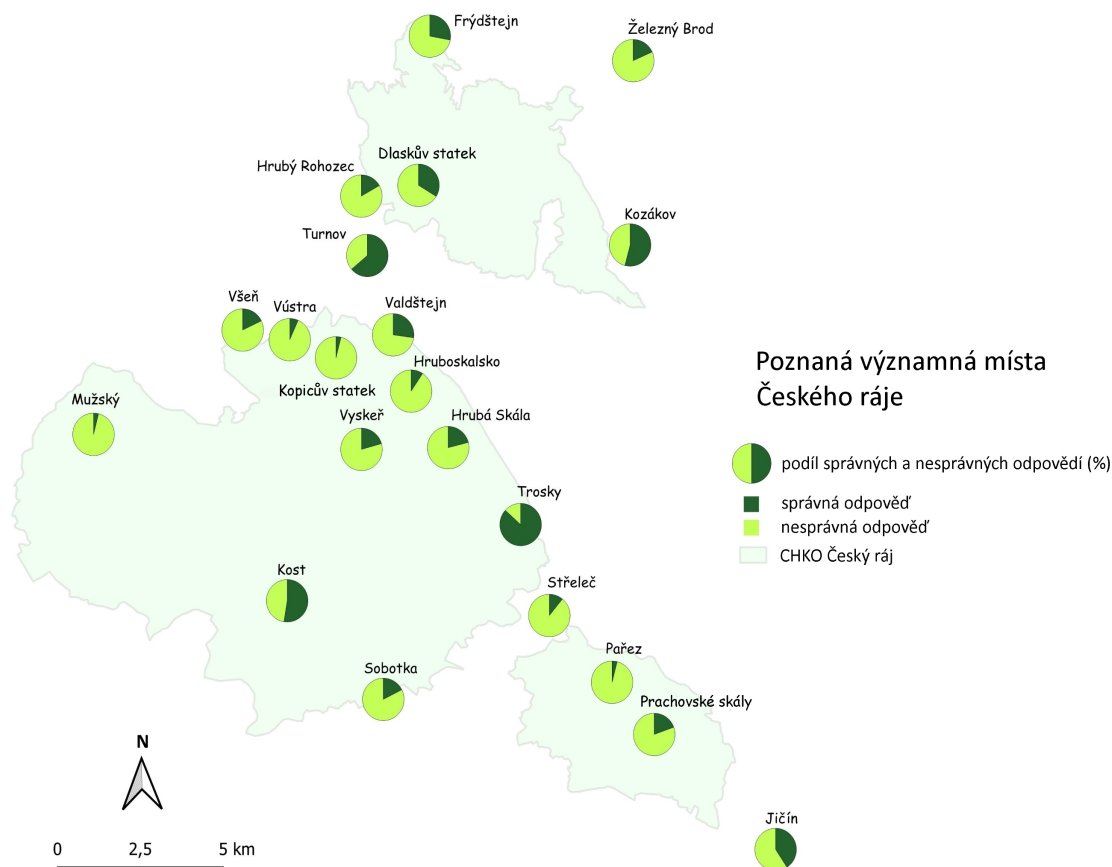 Frýdštejn
Železný Brod
Dlaskův statek
Hrubý Rohozec
Kozákov
Turnov
Všeň
Vústra
Valdštejn
Hruboskalsko
Kopicův statek
Mužský
Vyskeř
Hrubá Skála
Trosky
Kost
Střeleč
Sobotka
Pařez
Prachovské skály
Jičín
Poznaná významná místa
Českého ráje
podíl správných a nesprávných odpovědí (%)
správná odpověď
nesprávná odpověď
CHKO Český ráj
N
0 2,5 5 km